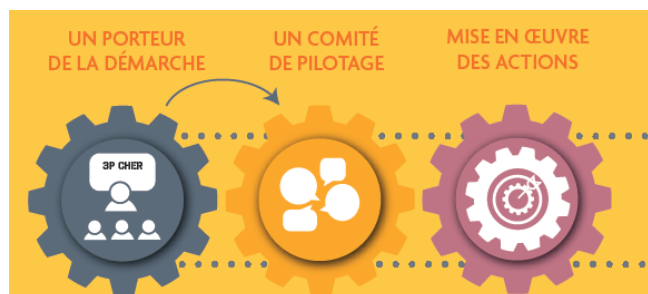 UN PORTEUR
DE LA DÉMARCHE
UN COMITÉ
DE PILOTAGE
MISE EN ŒUVRE
DES ACTIONS
3P CHER